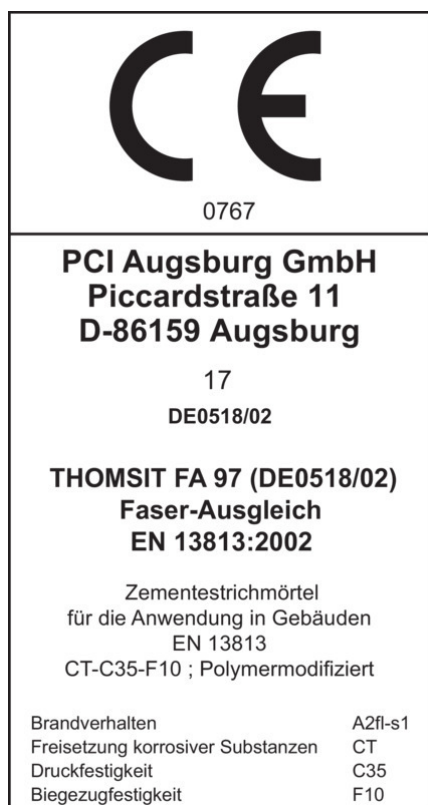 CE
0767
PCI Augsburg GmbH
Piccardstraße 11
D-86159 Augsburg
17
DE0518/02
THOMSIT FA 97 (DE0518/02)
Faser-Ausgleich
EN 13813:2002
Zementestrichmörtel
für die Anwendung in Gebäuden
EN 13813
CT-C35-F10 ; Polymermodifiziert
Brandverhalten A2fl-s1
Freisetzung korrosiver Substanzen CT
Druckfestigkeit C35
Biegezugfestigkeit F10